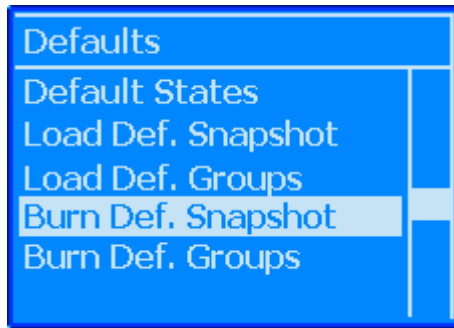 Defaults
Default States
Load Def. Snapshot
Load Def. Groups
Burn Def. Snapshot
Burn Def. Groups